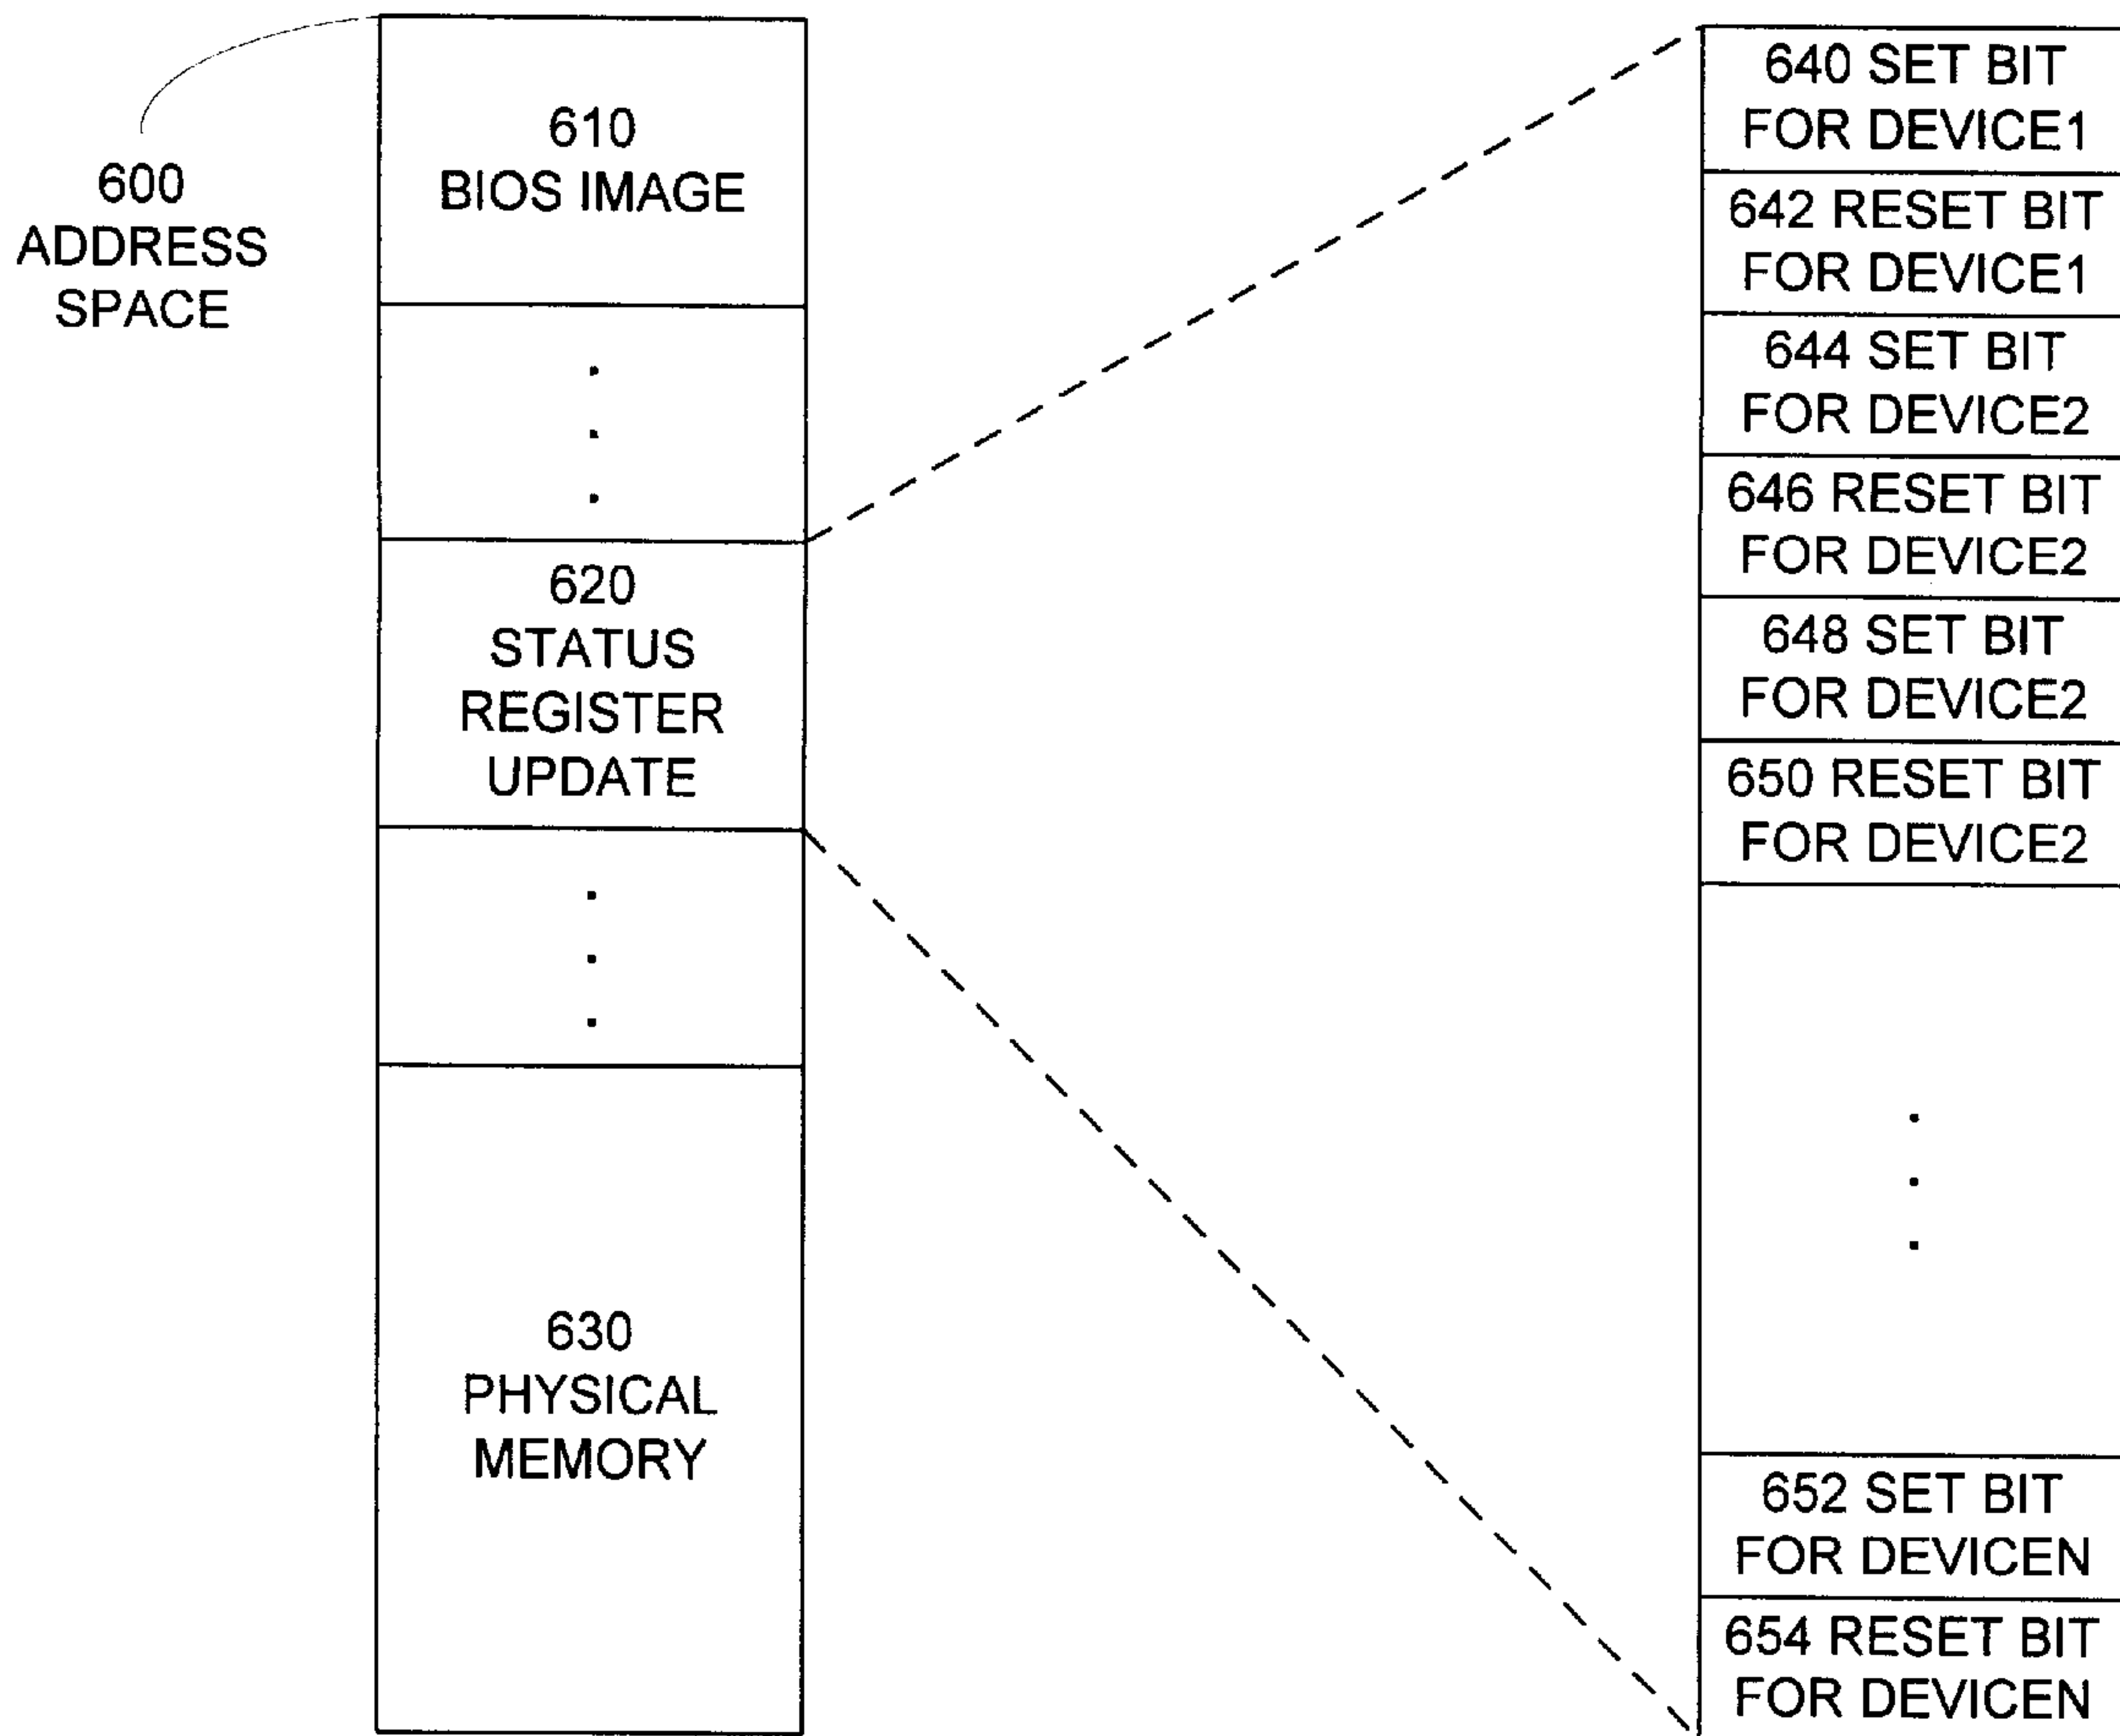 600
ADDRESS
SPACE
610
BIOS IMAGE
620
STATUS
REGISTER
UPDATE
630
PHYSICAL
MEMORY
640 SET BIT
FOR DEVICE1
642 RESET BIT
FOR DEVICE1
644 SET BIT
FOR DEVICE2
646 RESET BIT
FOR DEVICE2
648 SET BIT
FOR DEVICE2
650 RESET BIT
FOR DEVICE2
652 SET BIT
FOR DEVICEN
654 RESET BIT
FOR DEVICEN